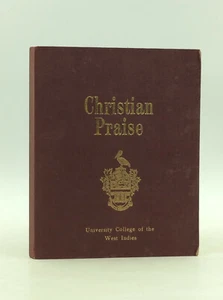 Christian
Praise
University College of the
West Indies